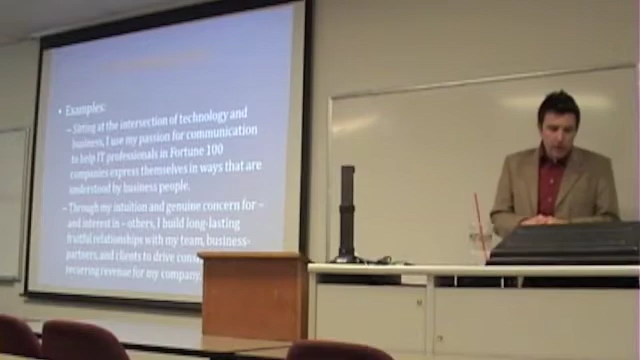 • Examples:
– Sitting at the intersection of technology and
business, I use my passion for communication
to help IT professionals in Fortune 100
companies express themselves in ways that are
understood by business people.
– Through my intuition and genuine concern for –
and interest in – others, I build long-lasting
fruitful relationships with my team, business-
partners, and clients to drive
recurring revenue for my company.